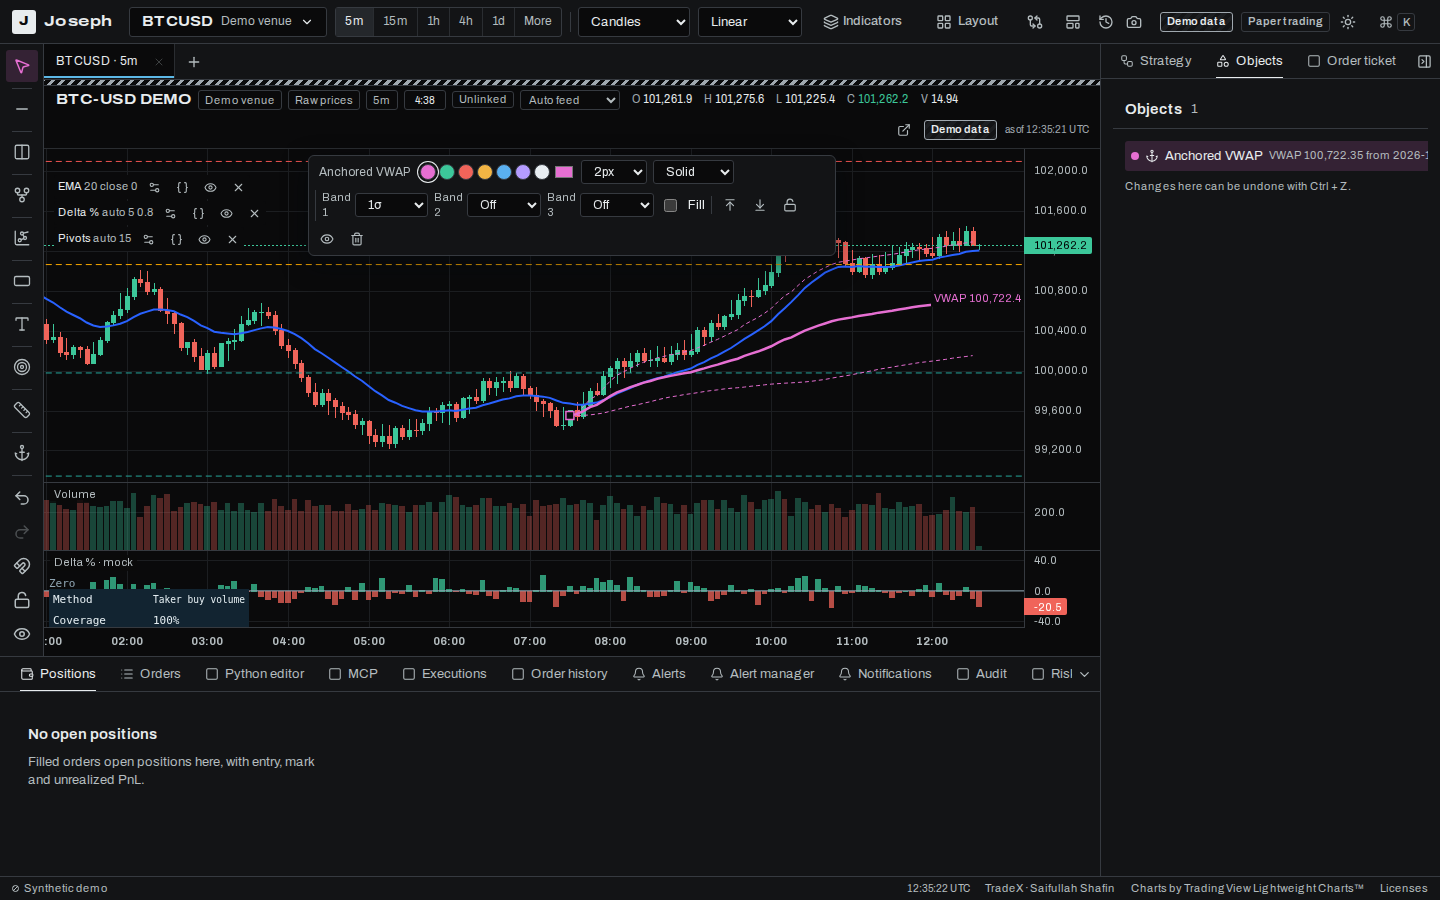 J Joseph BTCUSD Demo venue 5m 15m 1h 4h 1d More Candles Linear Indicators Layout Demo data Paper trading ⌘ K
BTCUSD · 5m
Strategy Objects Order ticket
BTC-USD DEMO Demo venue Raw prices 5m 4:38 Unlinked Auto feed O 101,261.9 H 101,275.6 L 101,225.4 C 101,262.2 V 14.94
Demo data as of 12:35:21 UTC
Objects 1
Anchored VWAP VWAP 100,722.35 from 2026-1
Changes here can be undone with Ctrl + Z.
Anchored VWAP 2px Solid
Band 1 1σ Band 2 Off Band 3 Off Fill
EMA 20 close 0
Delta % auto 5 0.8
Pivots auto 15
102,000.0
101,600.0
101,262.2
100,800.0
VWAP 100,722.4
100,400.0
100,000.0
99,600.0
99,200.0
Volume
200.0
Delta % · mock
40.0
Zero
0.0
Method Taker buy volume
-20.5
Coverage 100%
-40.0
:00 02:00 03:00 04:00 05:00 06:00 07:00 08:00 09:00 10:00 11:00 12:00
Positions Orders Python editor MCP Executions Order history Alerts Alert manager Notifications Audit Risl
No open positions
Filled orders open positions here, with entry, mark
and unrealized PnL.
Synthetic demo 12:35:22 UTC TradeX · Saifullah Shafin Charts by TradingView Lightweight Charts™ Licenses